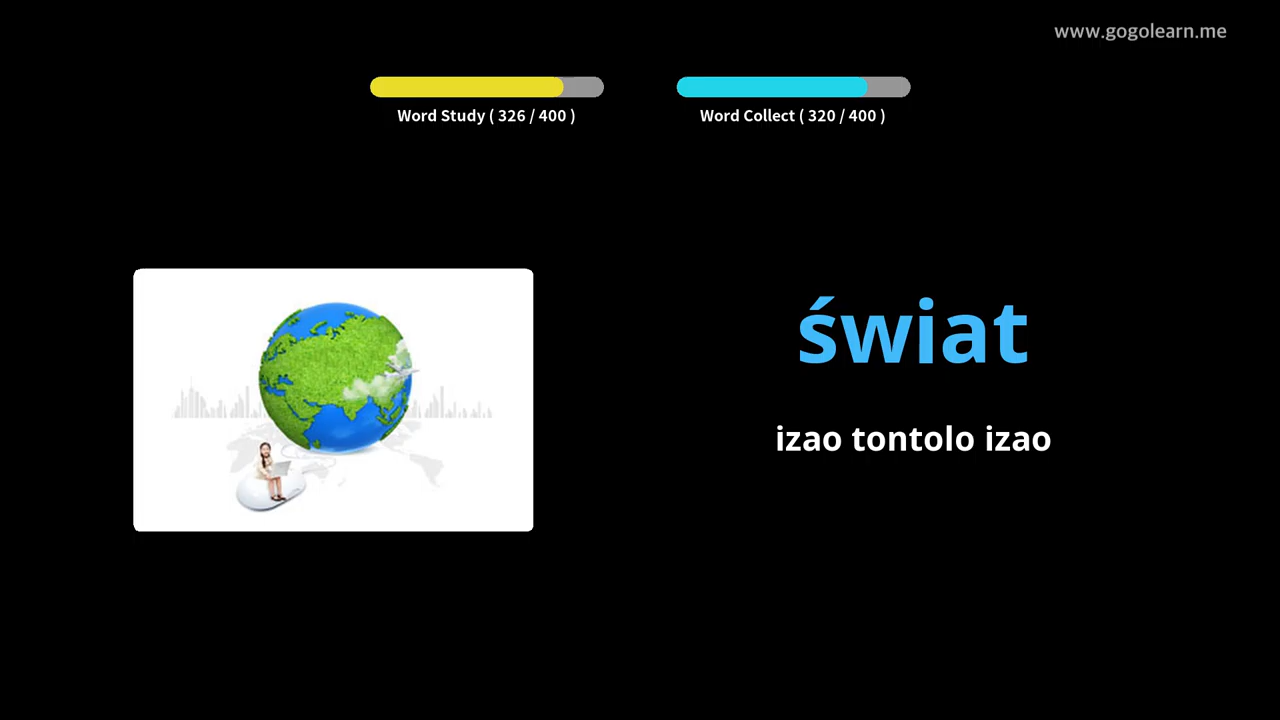 www.gogolearn.me
Word Study ( 326 / 400 )
Word Collect ( 320 / 400 )
świat
izao tontolo izao